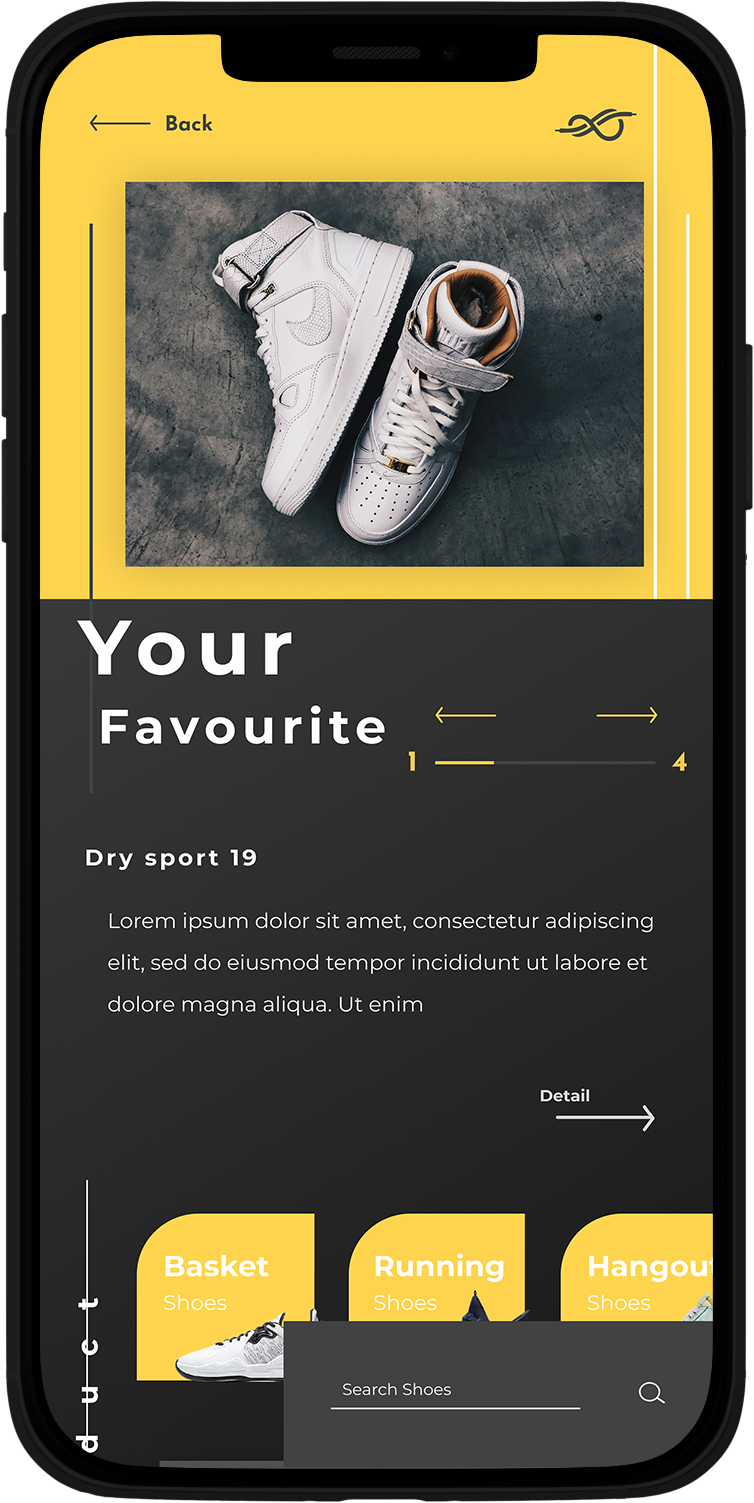 Back
Your
Favourite
1
4
Dry sport 19
Lorem ipsum dolor sit amet, consectetur adipiscing
elit, sed do eiusmod tempor incididunt ut labore et
dolore magna aliqua. Ut enim
Detail
Basket
Shoes
Running
Shoes
Hangout
Shoes
duct
Search Shoes